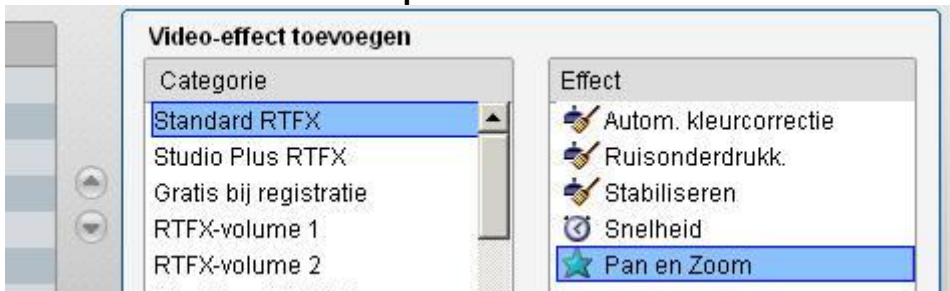 Video-effect toevoegen
Categorie
Standard RTFX
Studio Plus RTFX
Gratis bij registratie
RTFX-volume 1
RTFX-volume 2
Effect
Autom. kleurcorrectie
Ruisonderdrukk.
Stabiliseren
Snelheid
Pan en Zoom